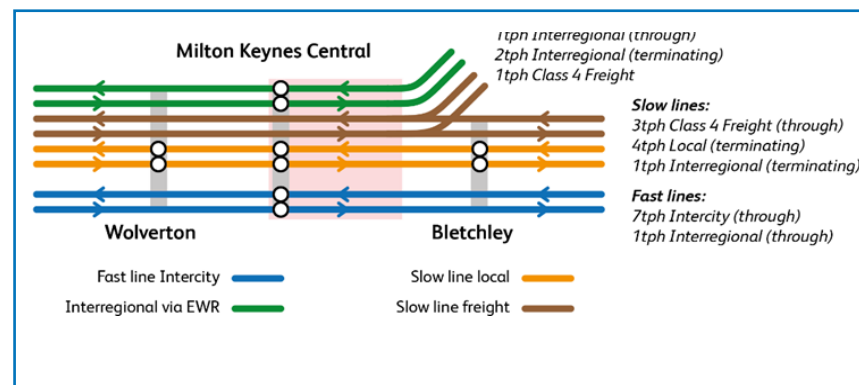 Milton Keynes Central
1tph Interregional (through)
2tph Interregional (terminating)
1tph Class 4 Freight
Slow lines:
3tph Class 4 Freight (through)
4tph Local (terminating)
1tph Interregional (terminating)
Fast lines:
7tph Intercity (through)
1tph Interregional (through)
Wolverton
Bletchley
Fast line Intercity
Slow line local
Interregional via EWR
Slow line freight